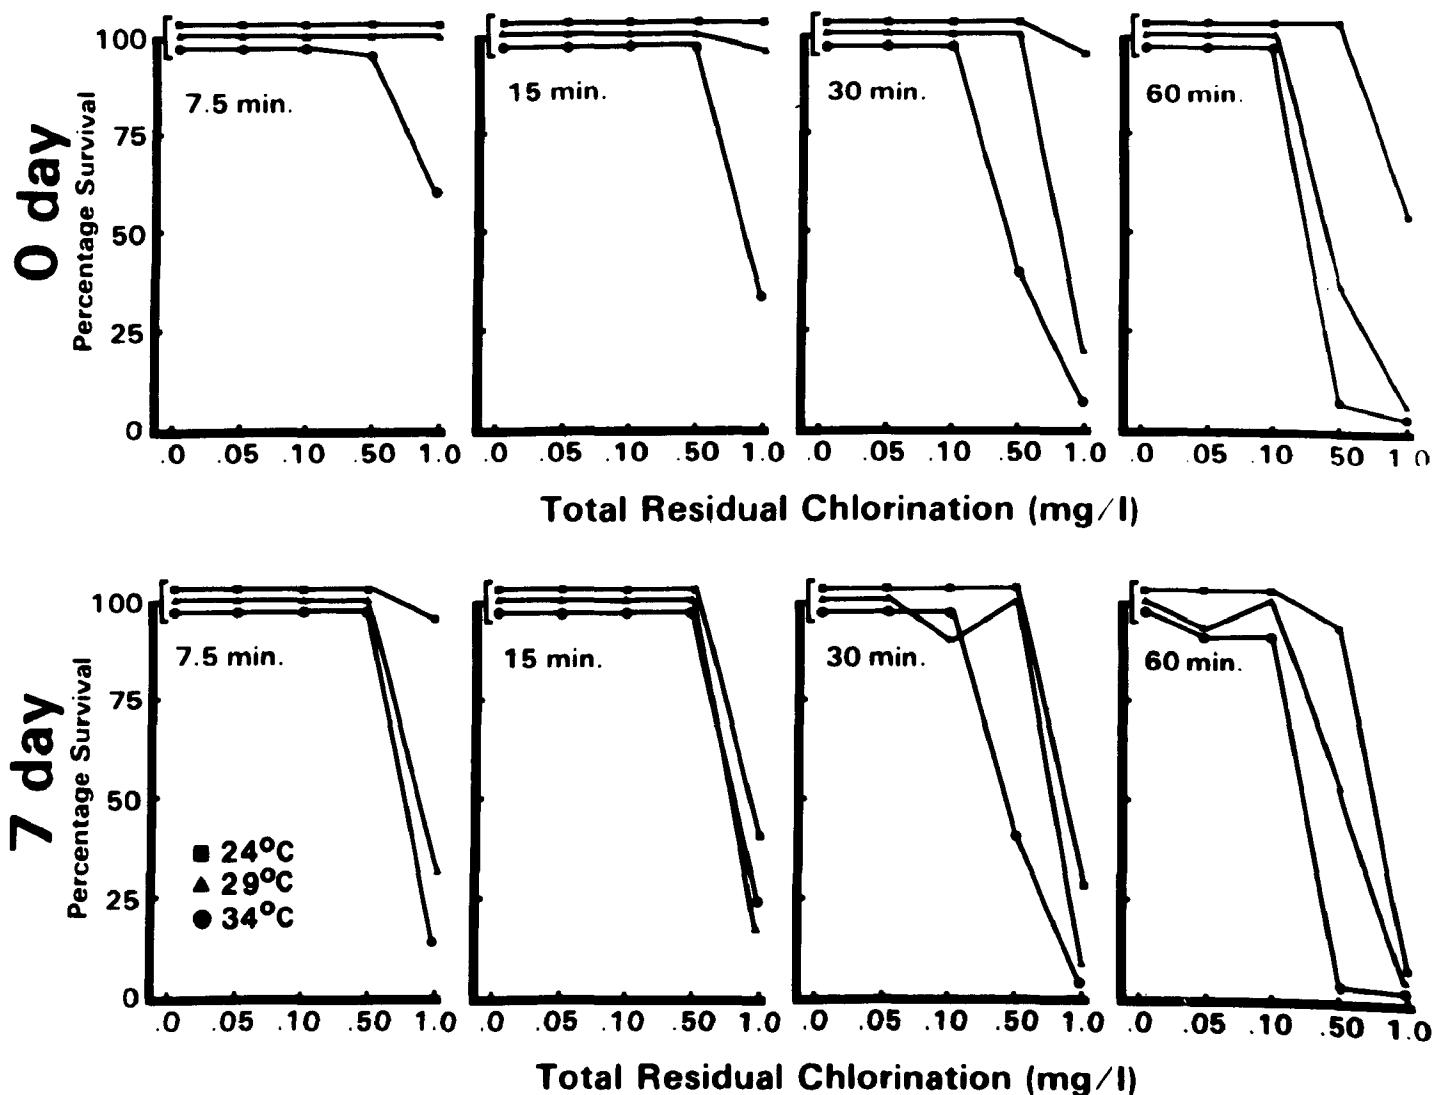 0 day
Percentage Survival
100
75
50
25
0
7.5 min.
.0 .05 .10 .50 1.0
15 min.
.0 .05 .10 .50 1.0
30 min.
.0 .05 .10 .50 1.0
60 min.
.0 .05 .10 50 1 0
Total Residual Chlorination (mg/l)
7 day
Percentage Survival
100
75
50
25
0
7.5 min.
■ 24°C
▲ 29°C
● 34°C
.0 .05 .10 .50 1.0
15 min.
.0 .05 .10 .50 1.0
30 min.
.0 .05 .10 .50 1.0
60 min.
.0 .05 .10 .50 1.0
Total Residual Chlorination (mg/l)